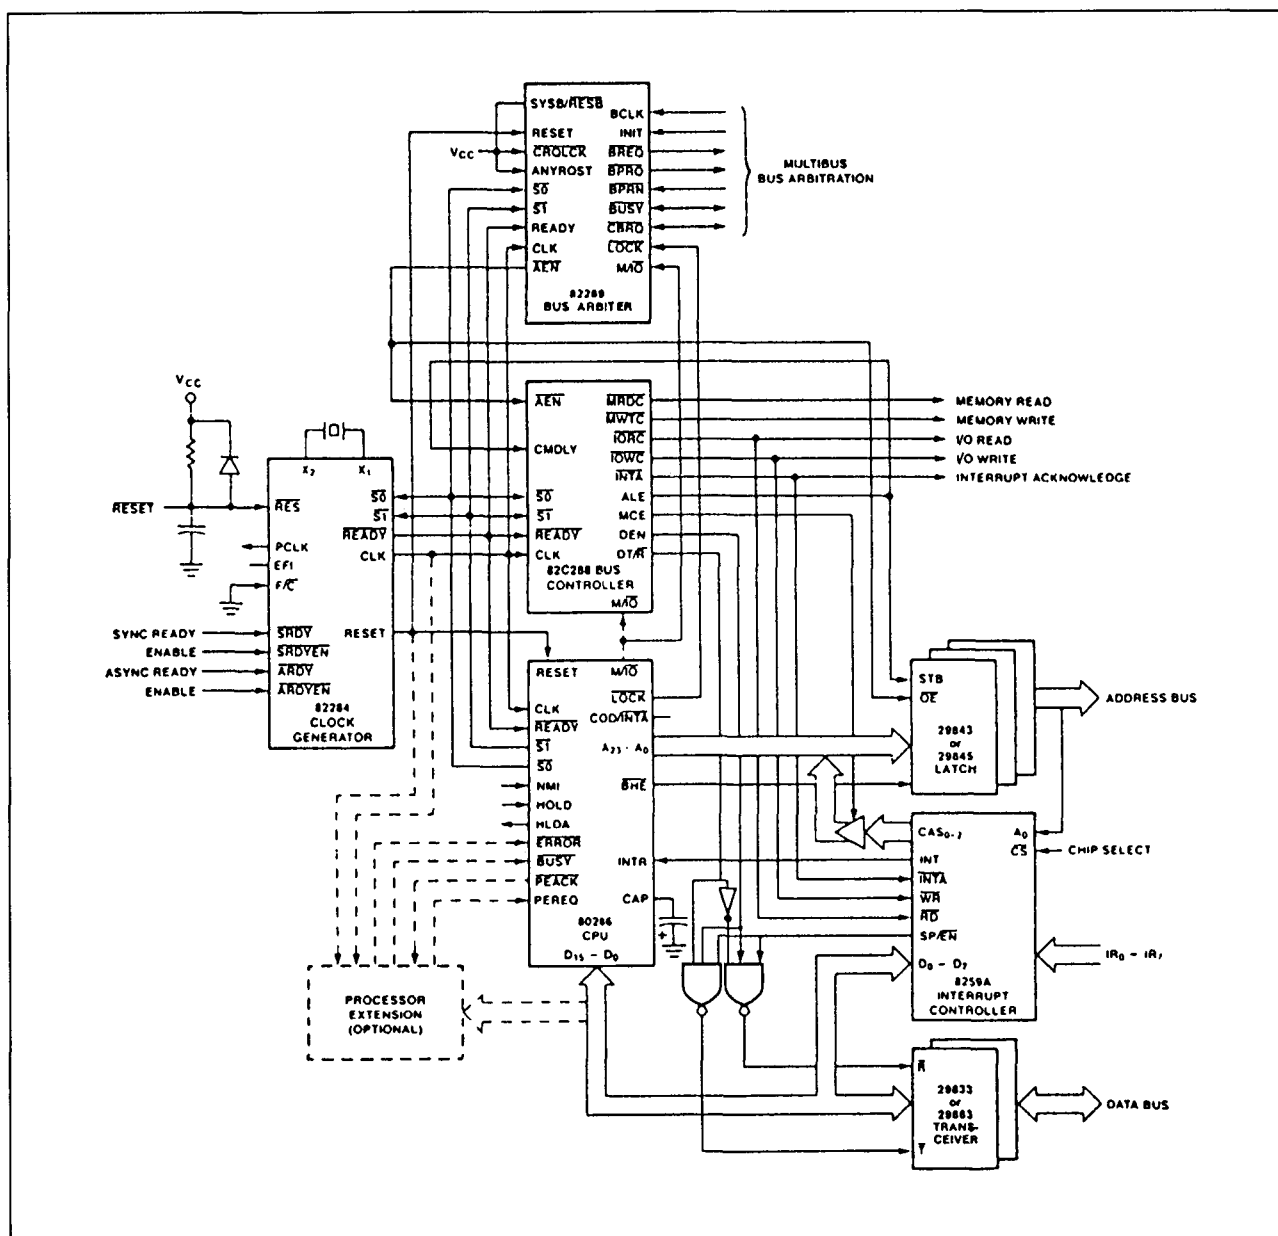 SYSB/RESB
RESET
VCC
CROLCK
ANYROST
S0
S1
READY
CLK
AEN
BCLK
INIT
BREQ
BPRO
BPRN
BUSY
CBRQ
LOCK
M/IO
82289
BUS ARBITER
MULTIBUS
BUS ARBITRATION
AEN
CMDLY
S0
S1
READY
CLK
MRDC
MWTC
IORC
IOWC
INTA
ALE
MCE
DEN
DT/R
82C288 BUS
CONTROLLER
M/IO
MEMORY READ
MEMORY WRITE
I/O READ
I/O WRITE
INTERRUPT ACKNOWLEDGE
VCC
X2
X1
RESET
RES
PCLK
EFI
F/C
S0
S1
READY
CLK
RESET
SYNC READY
ENABLE
ASYNC READY
ENABLE
SRDY
SRDYEN
ARDY
ARDYEN
82284
CLOCK
GENERATOR
RESET
M/IO
CLK
READY
S1
S0
NMI
HOLD
HLDA
ERROR
BUSY
PEACK
PEREQ
LOCK
COD/INTA
A23 - A0
BHE
INTR
CAP
+
80286
CPU
D15 - D0
STB
OE
29843
or
29845
LATCH
ADDRESS BUS
CAS0-2
A0
CS
CHIP SELECT
INT
INTA
WR
RD
SP/EN
D0 - D7
IR0 - IR7
8259A
INTERRUPT
CONTROLLER
PROCESSOR
EXTENSION
(OPTIONAL)
R
29833
or
29863
TRANS-
CEIVER
T
DATA BUS